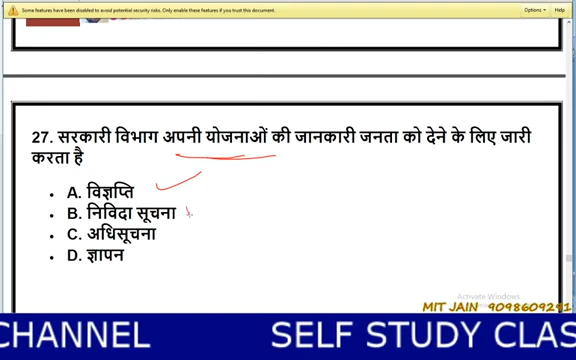 Some features have been disabled to avoid potential security risks. Only enable these features if you trust this document.
Options
Help
27. सरकारी विभाग अपनी योजनाओं की जानकारी जनता को देने के लिए जारी
करता है
• A. विज्ञप्ति
• B. निविदा सूचना
• C. अधिसूचना
• D. ज्ञापन
Activate Windows
MIT JAIN 9098609291
CHANNEL SELF STUDY CLAS